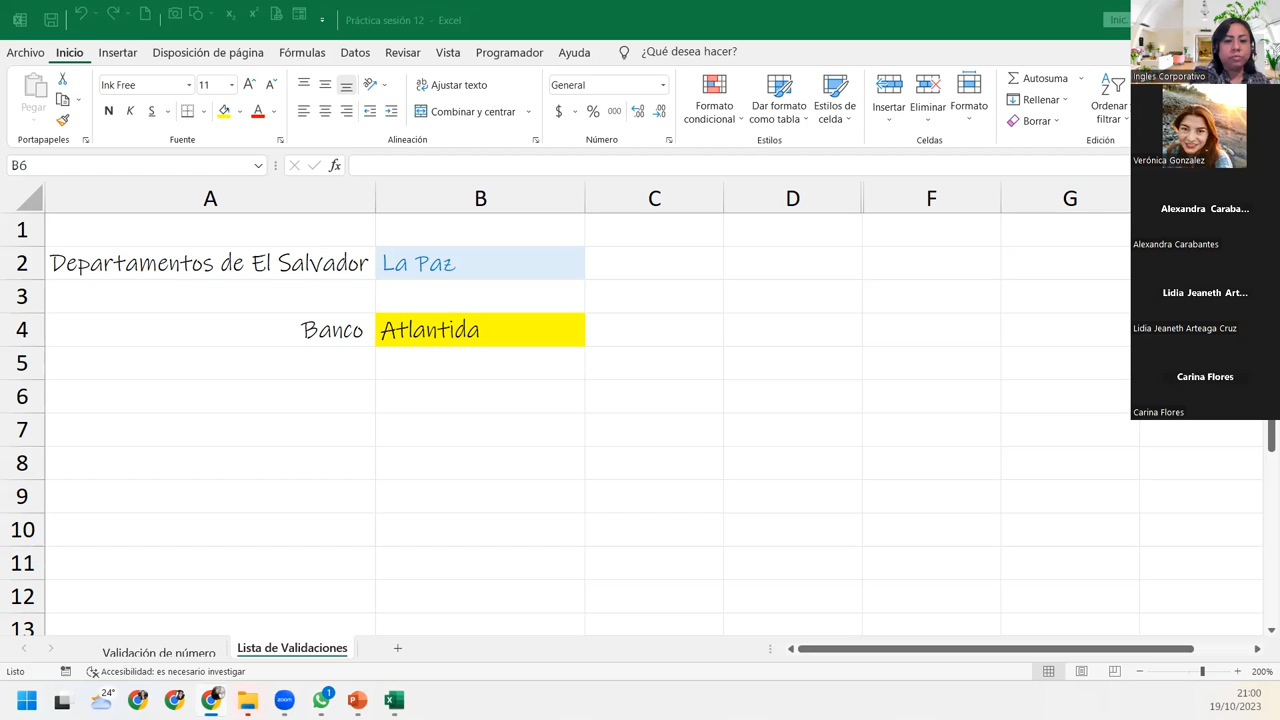 Práctica sesión 12 - Excel
Inic
Archivo Inicio Insertar Disposición de página Fórmulas Datos Revisar Vista Programador Ayuda ¿Qué desea hacer?
Pegar
Portapapeles
Ink Free 11
N K S
Fuente
Ajustar texto
Combinar y centrar
Alineación
General
$ % 000
Número
Formato condicional
Dar formato como tabla
Estilos de celda
Estilos
Insertar Eliminar Formato
Celdas
Autosuma
Rellenar
Borrar
Ordenar filtrar
Edición
B6
fx
A B C D F G
1
2 Departamentos de El Salvador La Paz
3
4 Banco Atlantida
5
6
7
8
9
10
11
12
13
Ingles Corporativo
Verónica Gonzalez
Alexandra Caraba...
Alexandra Carabantes
Lidia Jeaneth Art...
Lidia Jeaneth Arteaga Cruz
Carina Flores
Carina Flores
Validación de número Lista de Validaciones
Listo Accesibilidad: es necesario investigar 200%
24°
zoom
1
21:00
19/10/2023